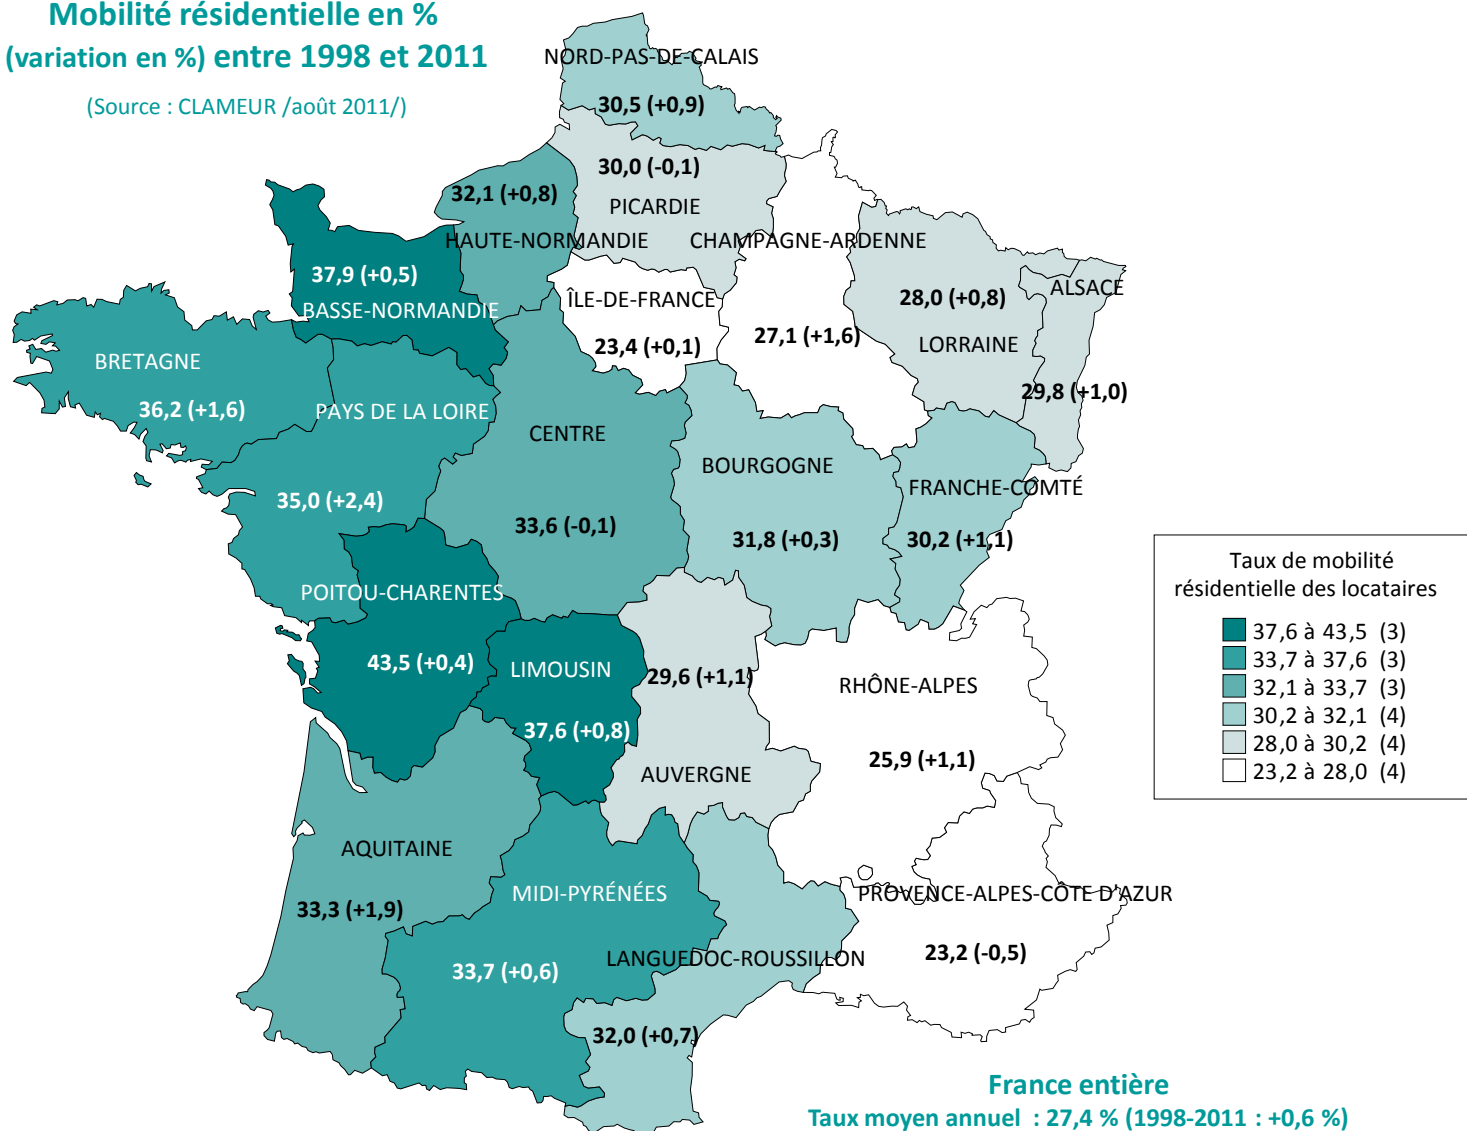 Mobilité résidentielle en %
(variation en %) entre 1998 et 2011
(Source : CLAMEUR /août 2011/)
NORD-PAS-DE-CALAIS
30,5 (+0,9)
30,0 (-0,1)
PICARDIE
32,1 (+0,8)
HAUTE-NORMANDIE
CHAMPAGNE-ARDENNE
27,1 (+1,6)
37,9 (+0,5)
BASSE-NORMANDIE
ÎLE-DE-FRANCE
23,4 (+0,1)
28,0 (+0,8)
LORRAINE
ALSACE
29,8 (+1,0)
BRETAGNE
36,2 (+1,6)
PAYS DE LA LOIRE
35,0 (+2,4)
CENTRE
33,6 (-0,1)
BOURGOGNE
31,8 (+0,3)
FRANCHE-COMTÉ
30,2 (+1,1)
POITOU-CHARENTES
43,5 (+0,4)
LIMOUSIN
37,6 (+0,8)
29,6 (+1,1)
AUVERGNE
RHÔNE-ALPES
25,9 (+1,1)
AQUITAINE
33,3 (+1,9)
MIDI-PYRÉNÉES
33,7 (+0,6)
LANGUEDOC-ROUSSILLON
32,0 (+0,7)
PROVENCE-ALPES-CÔTE D'AZUR
23,2 (-0,5)
Taux de mobilité
résidentielle des locataires
37,6 à 43,5 (3)
33,7 à 37,6 (3)
32,1 à 33,7 (3)
30,2 à 32,1 (4)
28,0 à 30,2 (4)
23,2 à 28,0 (4)
France entière
Taux moyen annuel : 27,4 % (1998-2011 : +0,6 %)